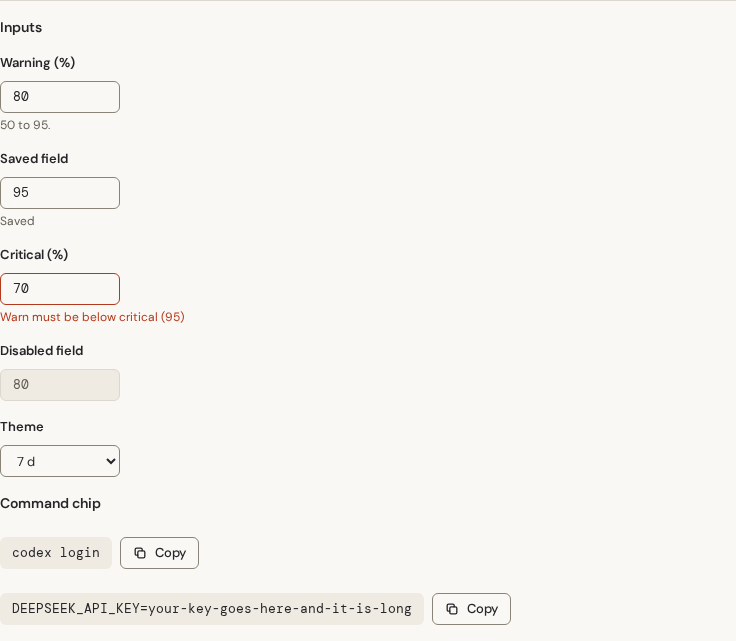 Inputs
Warning (%)
80
50 to 95.
Saved field
95
Saved
Critical (%)
70
Warn must be below critical (95)
Disabled field
80
Theme
7 d
Command chip
codex login Copy
DEEPSEEK_API_KEY=your-key-goes-here-and-it-is-long Copy